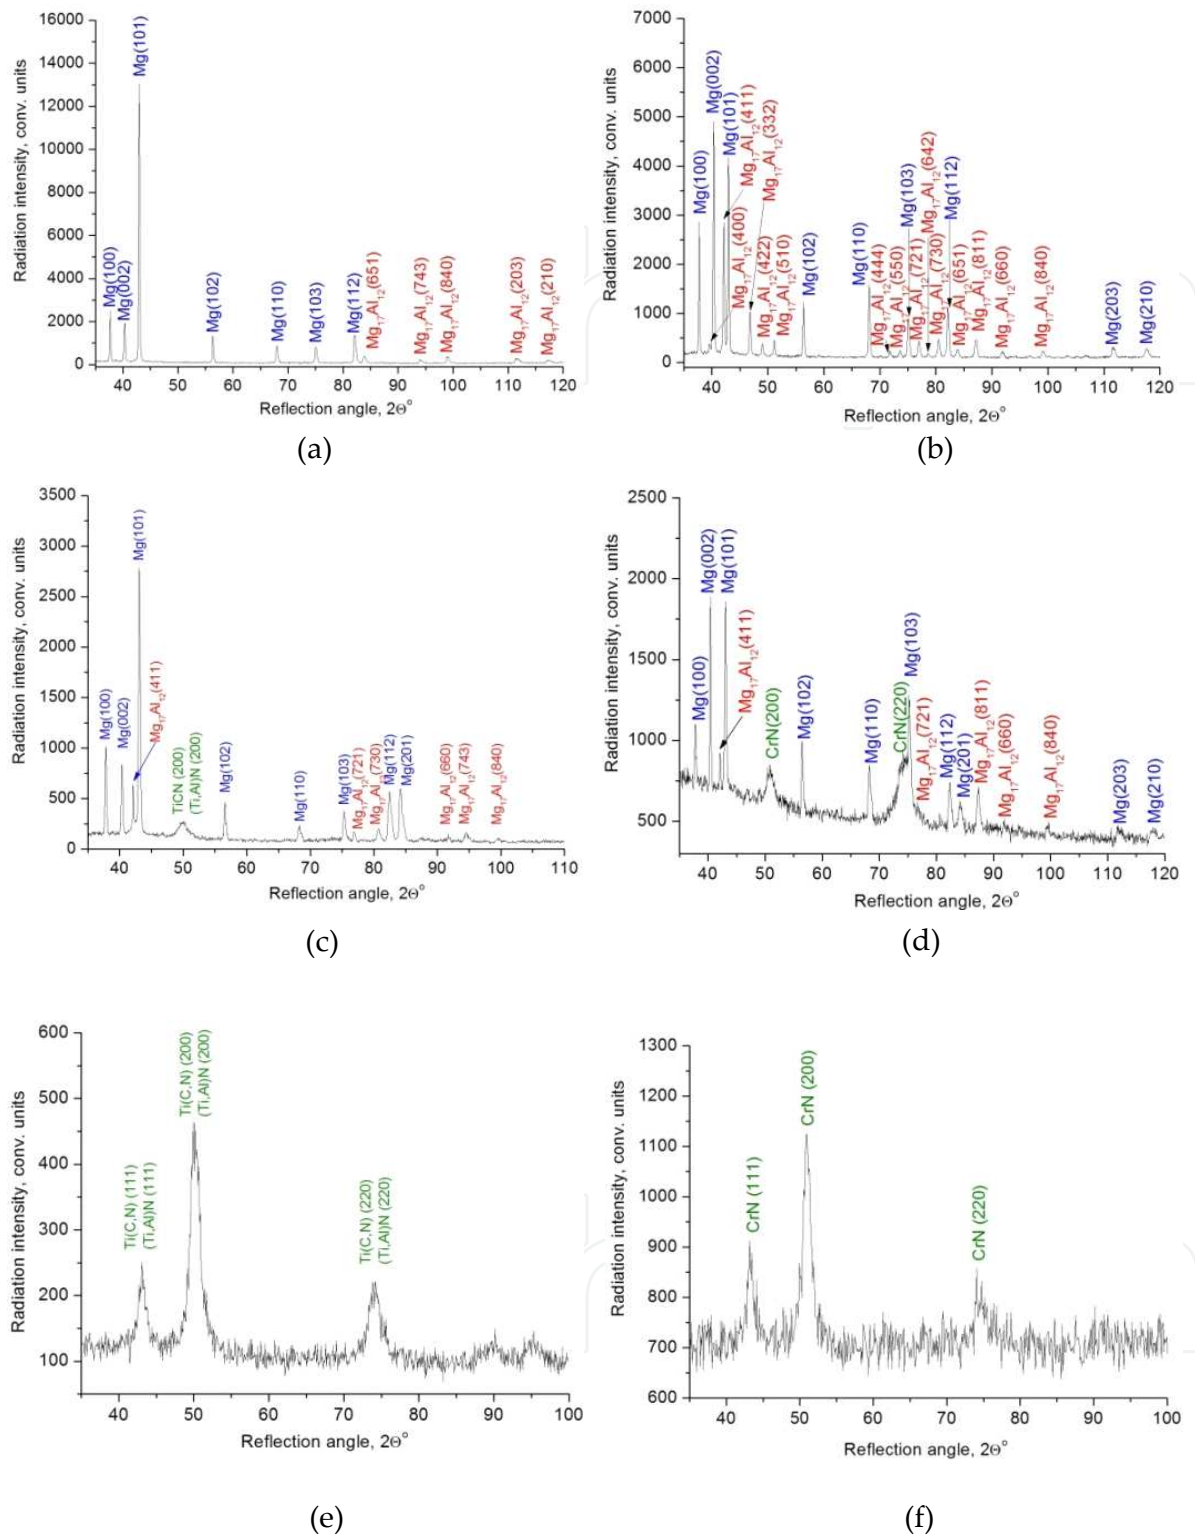 Radiation intensity, conv. units
16000
14000
12000
10000
8000
6000
4000
2000
0
Mg(100)
Mg(002)
Mg(101)
Mg(102)
Mg(110)
Mg(103)
Mg(112)
Mg₁₇Al₁₂(651)
Mg₁₇Al₁₂(743)
Mg₁₇Al₁₂(840)
Mg₁₇Al₁₂(203)
Mg₁₇Al₁₂(210)
40 50 60 70 80 90 100 110 120
Reflection angle, 2Θ°
(a)
Radiation intensity, conv. units
7000
6000
5000
4000
3000
2000
1000
0
Mg(100)
Mg(002)
Mg(101)
Mg₁₇Al₁₂(400)
Mg₁₇Al₁₂(411)
Mg₁₇Al₁₂(332)
Mg₁₇Al₁₂(422)
Mg₁₇Al₁₂(510)
Mg(102)
Mg(110)
Mg₁₇Al₁₂(444)
Mg₁₇Al₁₂(550)
Mg(103)
Mg₁₇Al₁₂(721)
Mg₁₇Al₁₂(642)
Mg₁₇Al₁₂(730)
Mg(112)
Mg₁₇Al₁₂(651)
Mg₁₇Al₁₂(811)
Mg₁₇Al₁₂(660)
Mg₁₇Al₁₂(840)
Mg(203)
Mg(210)
40 50 60 70 80 90 100 110 120
Reflection angle, 2Θ°
(b)
Radiation intensity, conv. units
3500
3000
2500
2000
1500
1000
500
0
Mg(100)
Mg(002)
Mg(101)
Mg₁₇Al₁₂(411)
TiCN (200)
(Ti,Al)N (200)
Mg(102)
Mg(110)
Mg(103)
Mg₁₇Al₁₂(721)
Mg₁₇Al₁₂(730)
Mg(112)
Mg(201)
Mg₁₇Al₁₂(660)
Mg₁₇Al₁₂(743)
Mg₁₇Al₁₂(840)
40 50 60 70 80 90 100 110
Reflection angle, 2Θ°
(c)
Radiation intensity, conv. units
2500
2000
1500
1000
500
Mg(100)
Mg(002)
Mg(101)
Mg₁₇Al₁₂(411)
CrN(200)
Mg(102)
Mg(110)
CrN(220)
Mg(103)
Mg₁₇Al₁₂(721)
Mg(112)
Mg(201)
Mg₁₇Al₁₂(811)
Mg₁₇Al₁₂(660)
Mg₁₇Al₁₂(840)
Mg(203)
Mg(210)
40 50 60 70 80 90 100 110 120
Reflection angle, 2Θ°
(d)
Radiation intensity, conv. units
600
500
400
300
200
100
Ti(C,N) (111)
(Ti,Al)N (111)
Ti(C,N) (200)
(Ti,Al)N (200)
Ti(C,N) (220)
(Ti,Al)N (220)
40 50 60 70 80 90 100
Reflection angle, 2Θ°
(e)
Radiation intensity, conv. units
1300
1200
1100
1000
900
800
700
600
CrN (111)
CrN (200)
CrN (220)
40 50 60 70 80 90 100
Reflection angle, 2Θ°
(f)